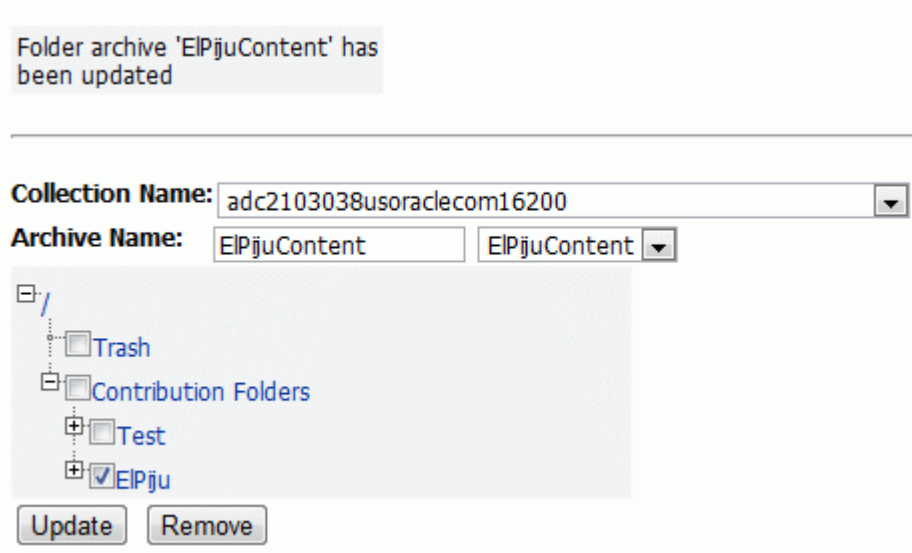 Folder archive 'ElPijuContent' has
been updated
Collection Name: adc2103038usoraclecom16200
Archive Name: ElPijuContent ElPijuContent
/
Trash
Contribution Folders
Test
ElPiju
Update Remove